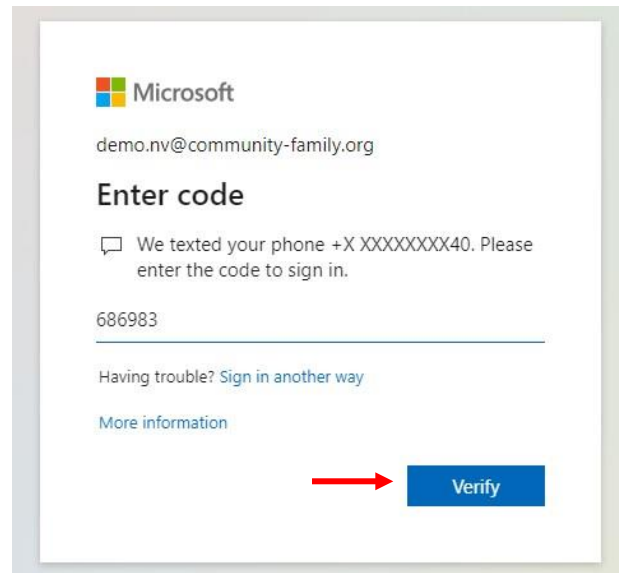 Microsoft
demo.nv@community-family.org
Enter code
We texted your phone +X XXXXXXXX40. Please
enter the code to sign in.
686983
Having trouble? Sign in another way
More information
Verify